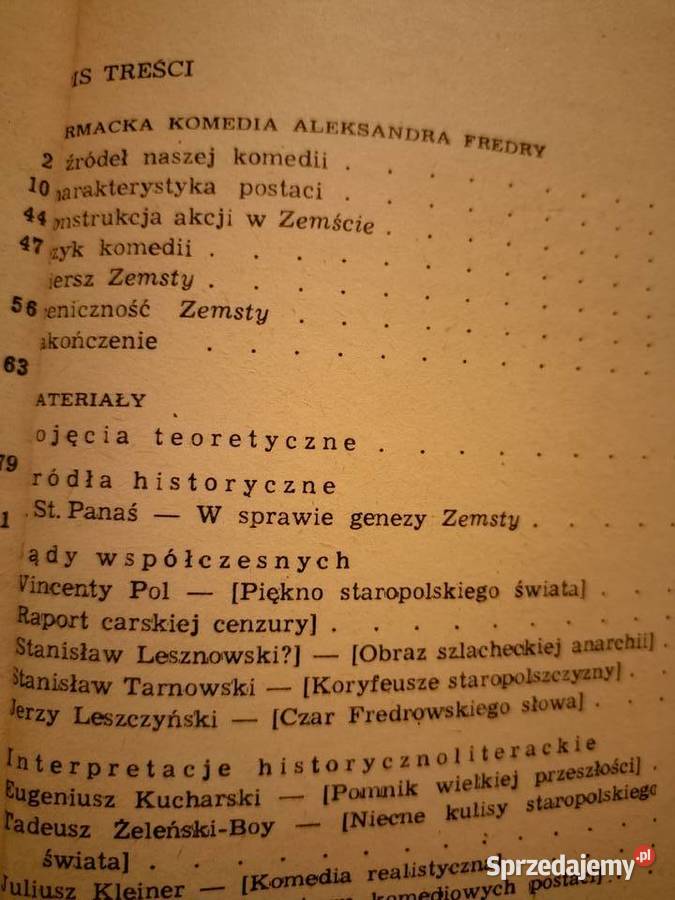 IS TREŚCI
RMACKA KOMEDIA ALEKSANDRA FREDRY
2 źródeł naszej komedii . . . . . . .
10 harakterystyka postaci . . . . . . .
44 onstrukcja akcji w Zemście . . . . . .
47 zyk komedii . . . . . . . . .
iersz Zemsty . . . . . . . . .
56 eniczność Zemsty . . . . . . . .
akończenie . . . . . . . . .
63
ATERIAŁY
ojęcia teoretyczne . . . . . . .
79
ródła historyczne
1 St. Panaś — W sprawie genezy Zemsty . . . .
ądy współczesnych
Vincenty Pol — [Piękno staropolskiego świata] . .
Raport carskiej cenzury] . . . . . . . .
Stanisław Lesznowski?] — [Obraz szlacheckiej anarchii] .
Stanisław Tarnowski — [Koryfeusze staropolszczyzny] . .
Jerzy Leszczyński — [Czar Fredrowskiego słowa] . . .
Interpretacje historycznoliterackie
Eugeniusz Kucharski — [Pomnik wielkiej przeszłości] .
Tadeusz Żeleński-Boy — [Niecne kulisy staropolskiego
świata] . . . . . . . . . .
Juliusz Kleiner — [Komedia realistyczna
komediowych postaci] . .
Sprzedajemy.pl